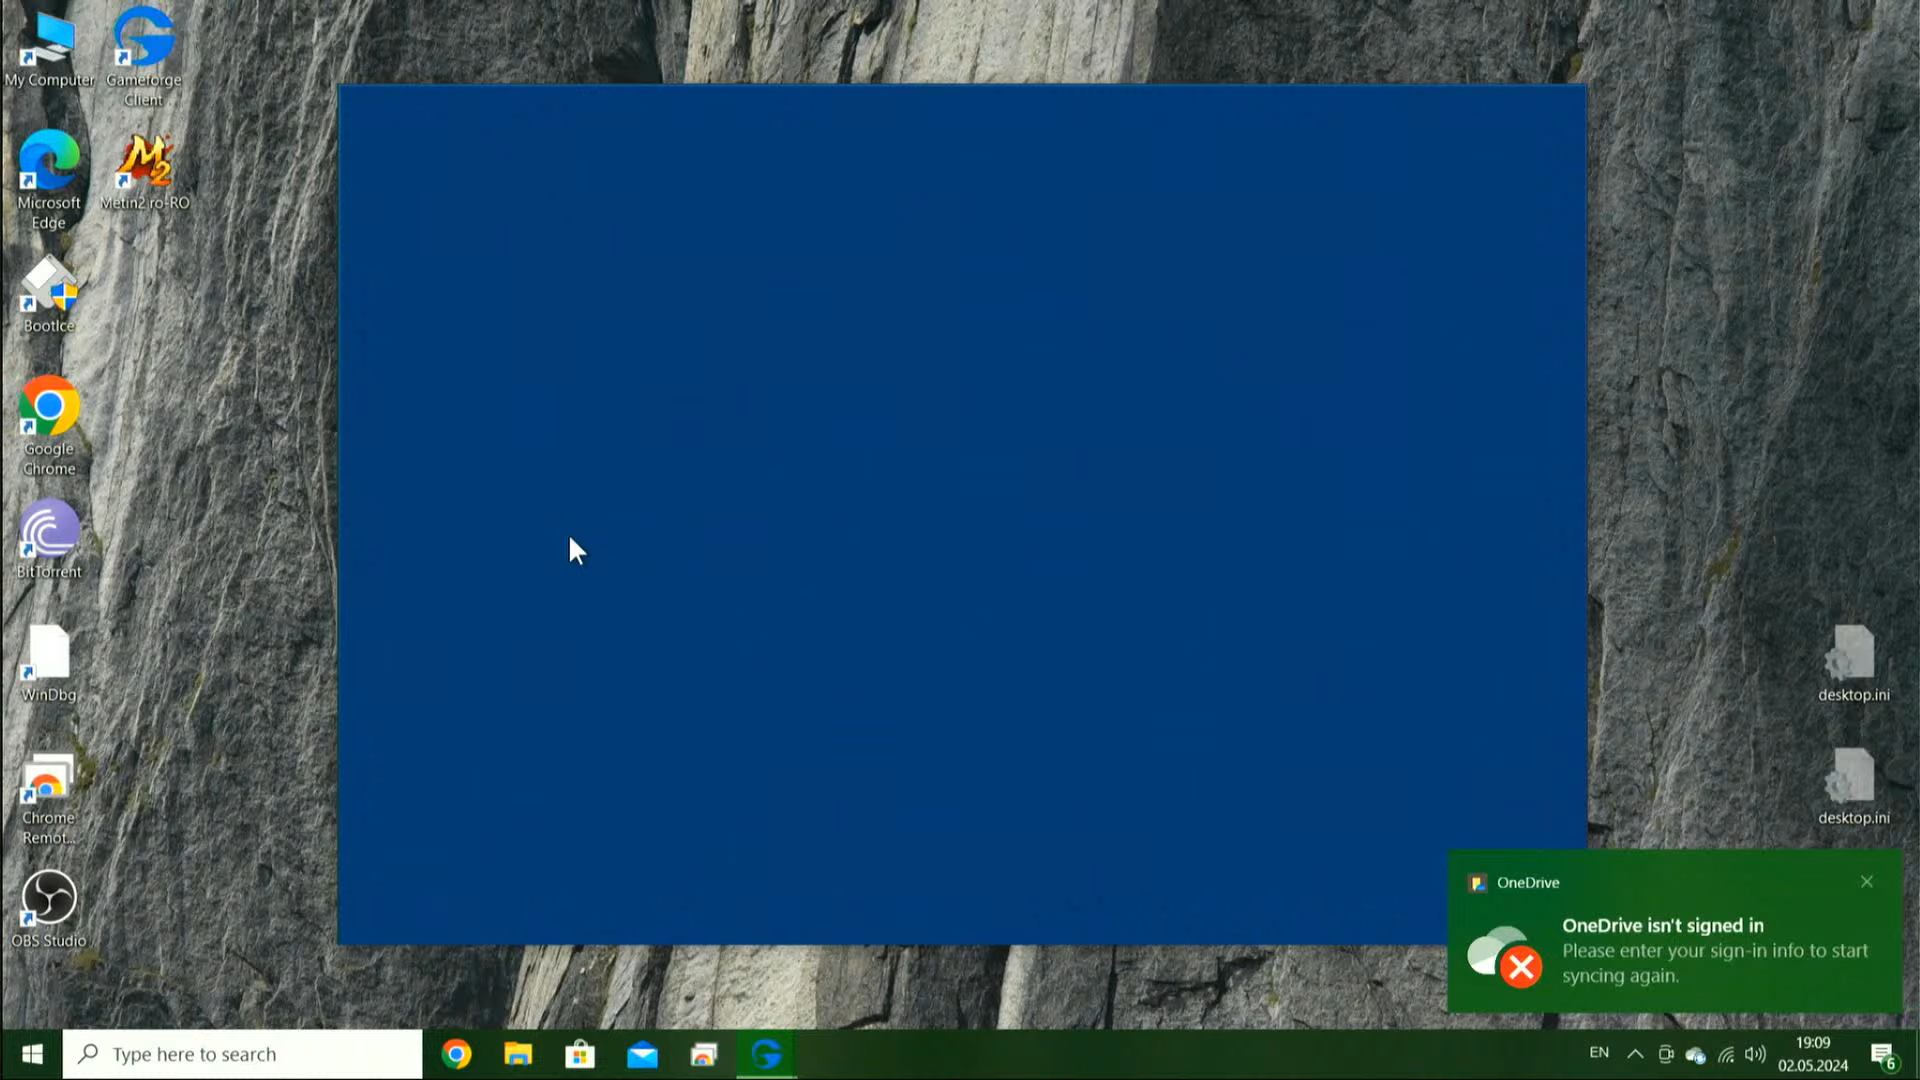 My Computer
Gameforge
Client
Microsoft
Edge
Metin2 ro-RO
BootIce
Google
Chrome
BitTorrent
WinDbg
Chrome
Remot...
OBS Studio
desktop.ini
desktop.ini
OneDrive
OneDrive isn't signed in
Please enter your sign-in info to start
syncing again.
Type here to search
EN
19:09
02.05.2024
6